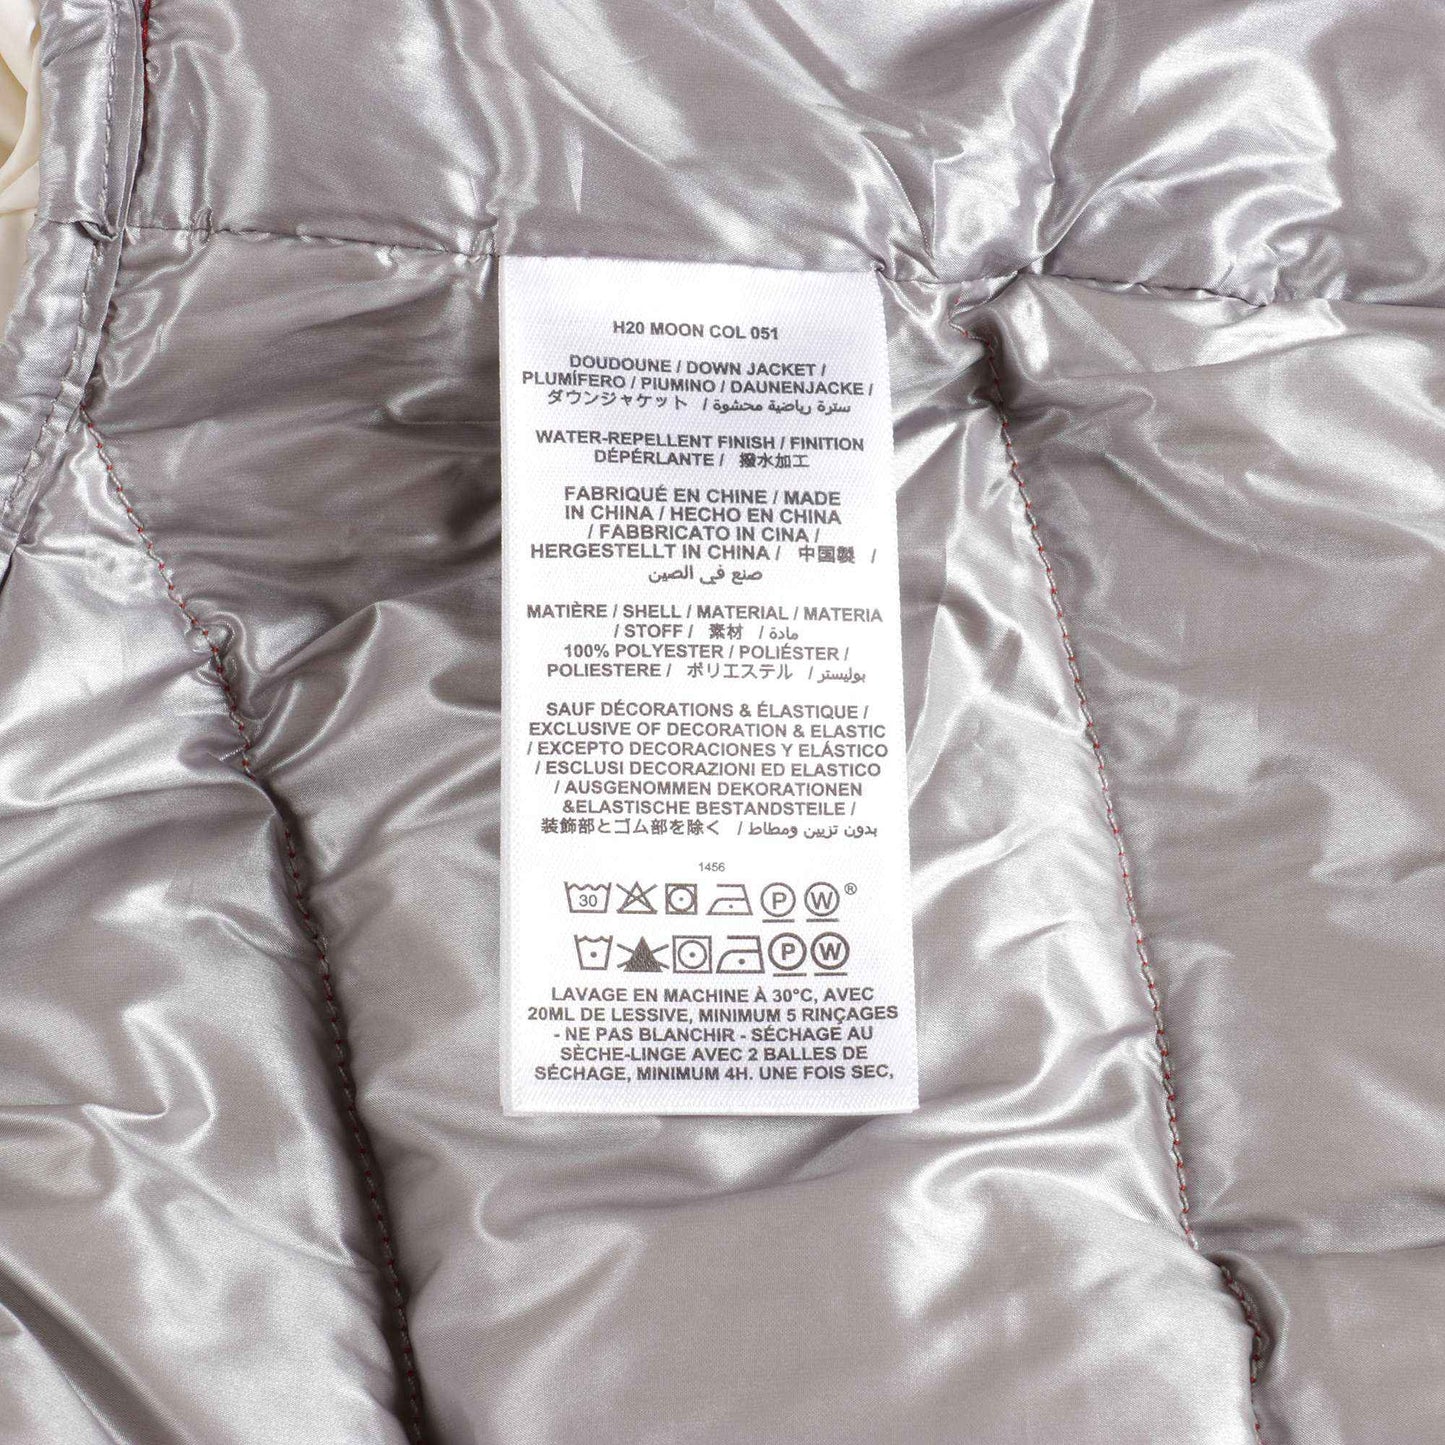 H20 MOON COL 051
DOUDOUNE / DOWN JACKET /
PLUMÍFERO / PIUMINO / DAUNENJACKE /
ダウンジャケット / سترة رياضية محشوة
WATER-REPELLENT FINISH / FINITION
DÉPÉRLANTE / 撥水加工
FABRIQUÉ EN CHINE / MADE
IN CHINA / HECHO EN CHINA
/ FABBRICATO IN CINA /
HERGESTELLT IN CHINA / 中国製 /
صنع في الصين
MATIÈRE / SHELL / MATERIAL / MATERIA
/ STOFF / 素材 / مادة
100% POLYESTER / POLIÉSTER /
POLIESTERE / ポリエステル / بوليستر
SAUF DÉCORATIONS & ÉLASTIQUE /
EXCLUSIVE OF DECORATION & ELASTIC
/ EXCEPTO DECORACIONES Y ELÁSTICO
/ ESCLUSI DECORAZIONI ED ELASTICO
/ AUSGENOMMEN DEKORATIONEN
&ELASTISCHE BESTANDSTEILE /
装飾部とゴム部を除く / بدون تزيين ومطاط
1456
30 P W ®
P W
LAVAGE EN MACHINE À 30°C, AVEC
20ML DE LESSIVE, MINIMUM 5 RINÇAGES
- NE PAS BLANCHIR - SÉCHAGE AU
SÈCHE-LINGE AVEC 2 BALLES DE
SÉCHAGE, MINIMUM 4H. UNE FOIS SEC,